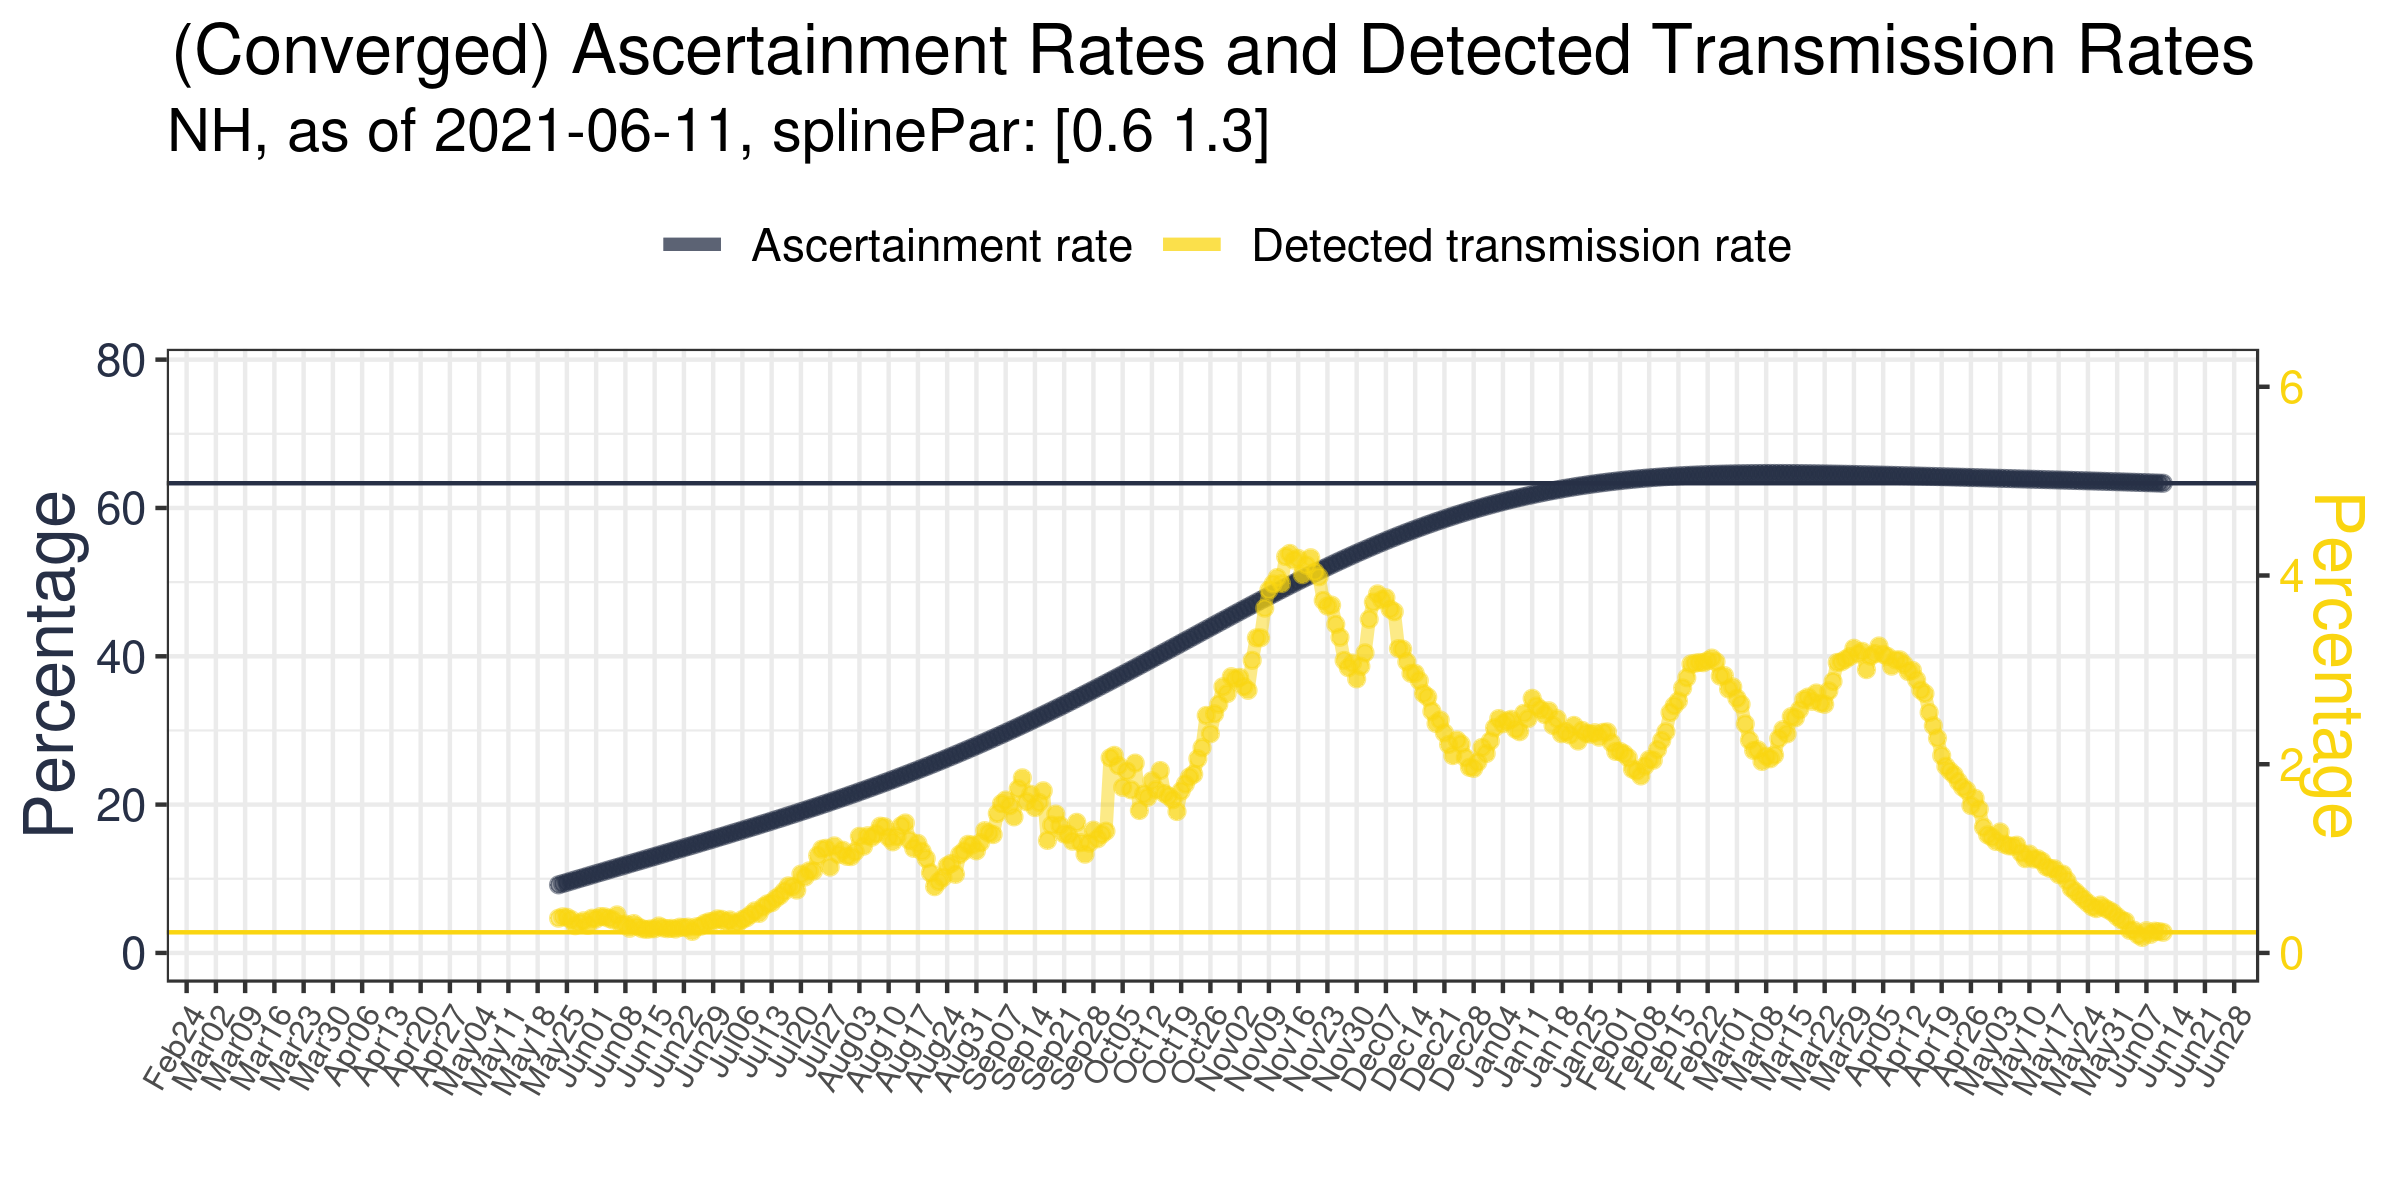 (Converged) Ascertainment Rates and Detected Transmission Rates
NH, as of 2021-06-11, splinePar: [0.6 1.3]
Ascertainment rate Detected transmission rate
Percentage
80
60
40
20
0
6
4
2
0
Percentage
Feb24 Mar02 Mar09 Mar16 Mar23 Mar30 Apr06 Apr13 Apr20 Apr27 May04 May11 May18 May25 Jun01 Jun08 Jun15 Jun22 Jun29 Jul06 Jul13 Jul20 Jul27 Aug03 Aug10 Aug17 Aug24 Aug31 Sep07 Sep14 Sep21 Sep28 Oct05 Oct12 Oct19 Oct26 Nov02 Nov09 Nov16 Nov23 Nov30 Dec07 Dec14 Dec21 Dec28 Jan04 Jan11 Jan18 Jan25 Feb01 Feb08 Feb15 Feb22 Mar01 Mar08 Mar15 Mar22 Mar29 Apr05 Apr12 Apr19 Apr26 May03 May10 May17 May24 May31 Jun07 Jun14 Jun21 Jun28